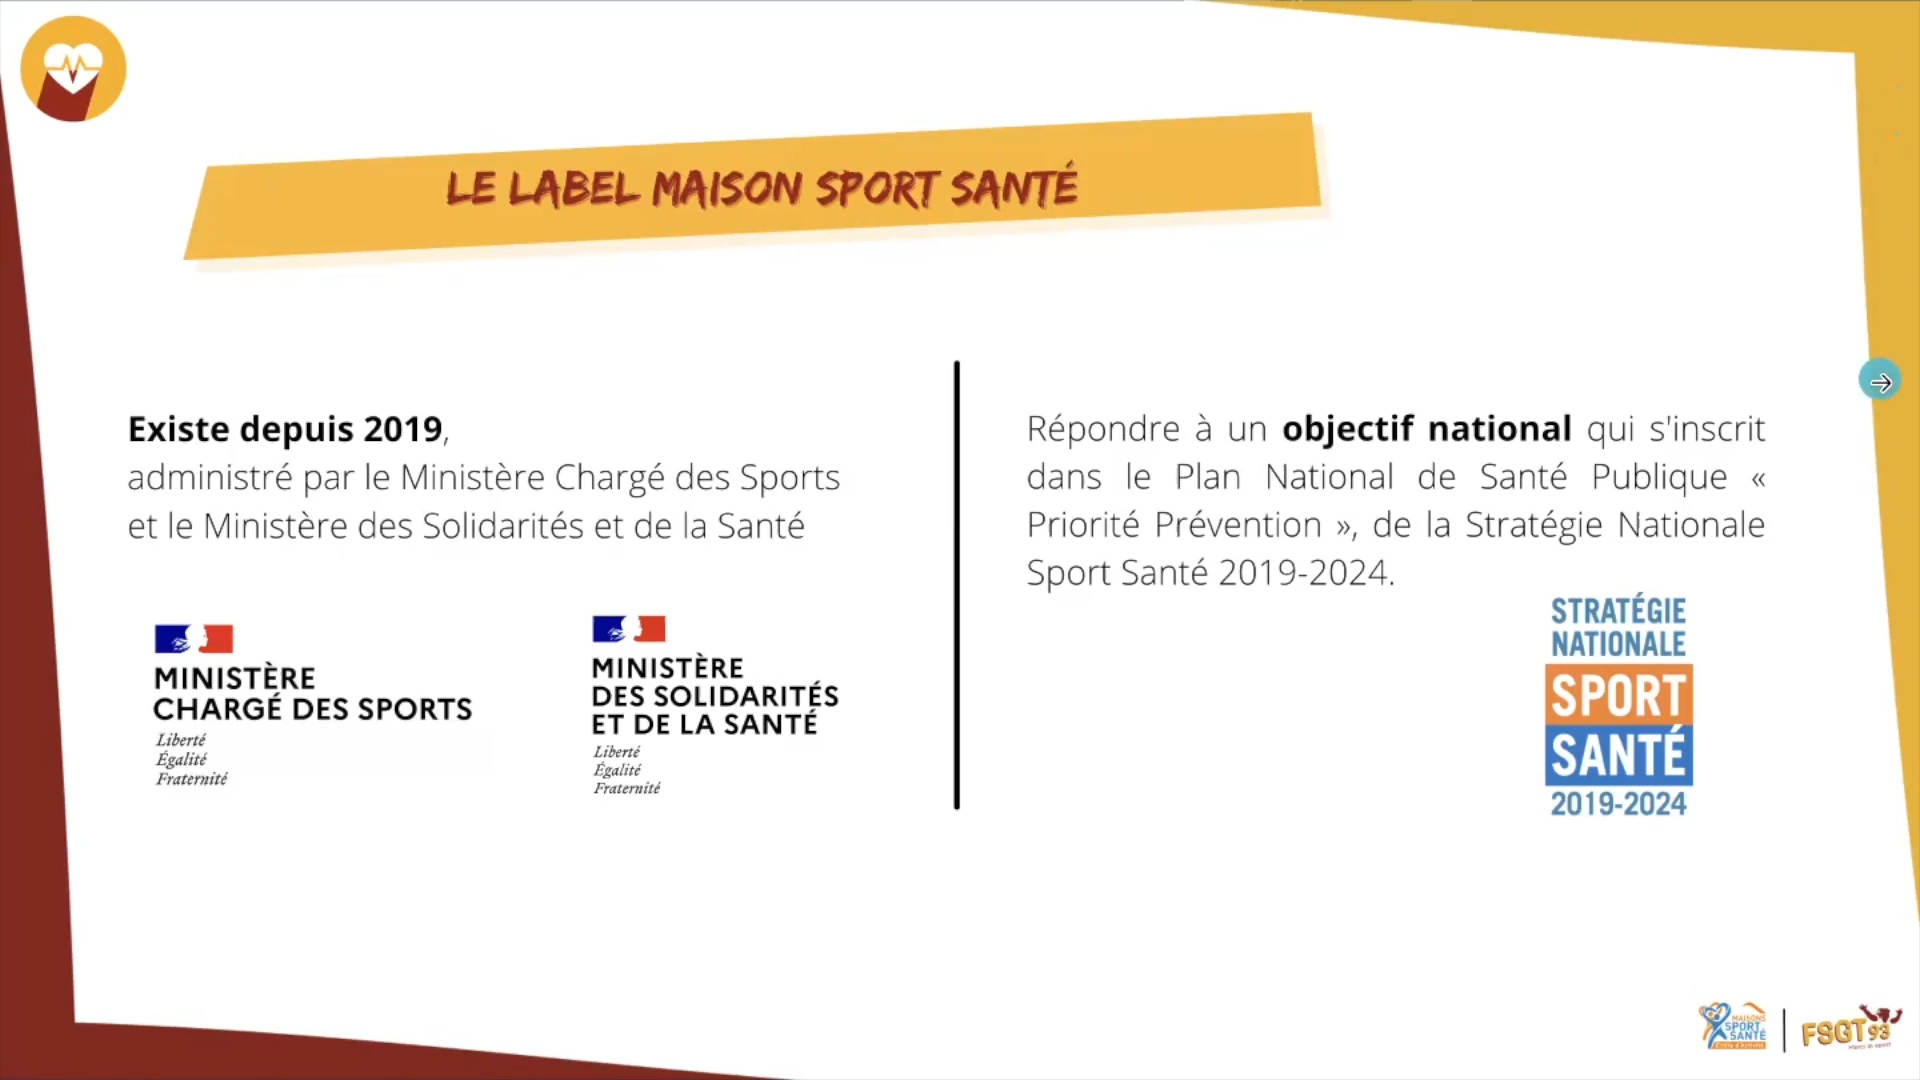 LE LABEL MAISON SPORT SANTÉ
Existe depuis 2019,
administré par le Ministère Chargé des Sports
et le Ministère des Solidarités et de la Santé
MINISTÈRE
CHARGÉ DES SPORTS
Liberté
Égalité
Fraternité
MINISTÈRE
DES SOLIDARITÉS
ET DE LA SANTÉ
Liberté
Égalité
Fraternité
Répondre à un objectif national qui s'inscrit
dans le Plan National de Santé Publique «
Priorité Prévention », de la Stratégie Nationale
Sport Santé 2019-2024.
STRATÉGIE
NATIONALE
SPORT
SANTÉ
2019-2024
MAISONS
SPORT
SANTÉ
FSGT 93